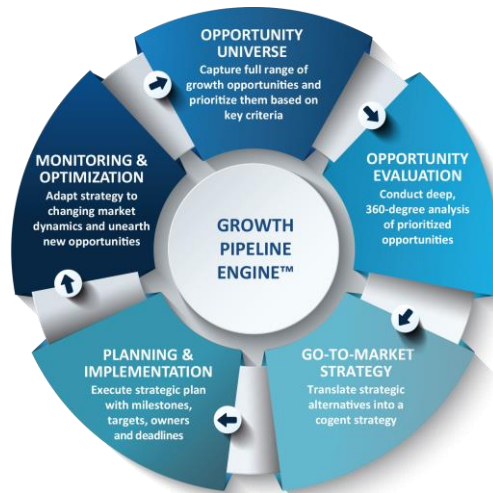 OPPORTUNITY
UNIVERSE
Capture full range of
growth opportunities and
prioritize them based on
key criteria
OPPORTUNITY
EVALUATION
Conduct deep,
360-degree analysis
of prioritized
opportunities
GO-TO-MARKET
STRATEGY
Translate strategic
alternatives into a
cogent strategy
PLANNING &
IMPLEMENTATION
Execute strategic plan
with milestones,
targets, owners
and deadlines
MONITORING &
OPTIMIZATION
Adapt strategy to
changing market
dynamics and unearth
new opportunities
GROWTH
PIPELINE
ENGINE™